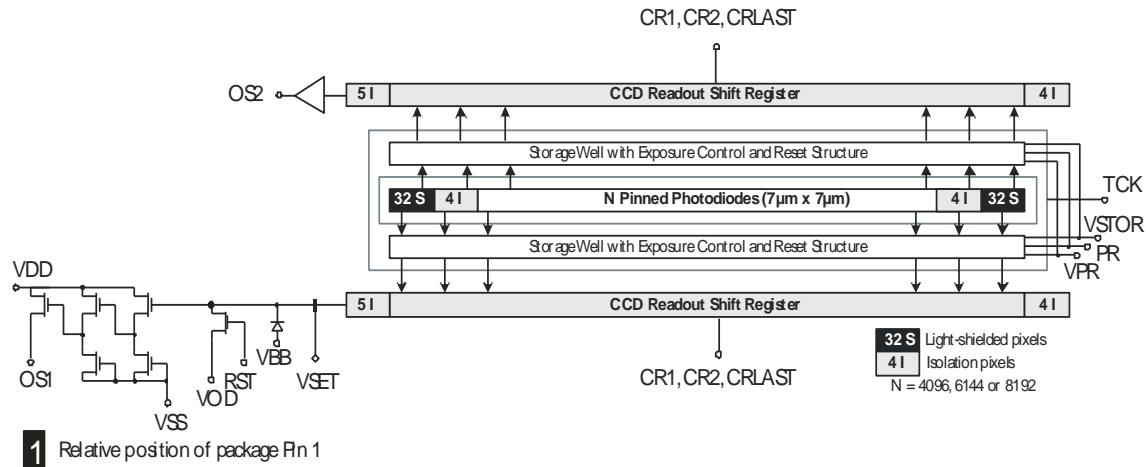 CR1, CR2, CRLAST
OS2
5 I
CCD Readout Shift Register
4 I
Storage Well with Exposure Control and Reset Structure
TCK
32 S
4 I
N Pinned Photodiodes (7µm x 7µm)
4 I
32 S
VSTOR
Storage Well with Exposure Control and Reset Structure
PR
VPR
VDD
5 I
CCD Readout Shift Register
4 I
32 S Light-shielded pixels
VBB
4 I Isolation pixels
OS1
RST
VSET
CR1, CR2, CRLAST
N = 4096, 6144 or 8192
VOD
VSS
1 Relative position of package Pin 1